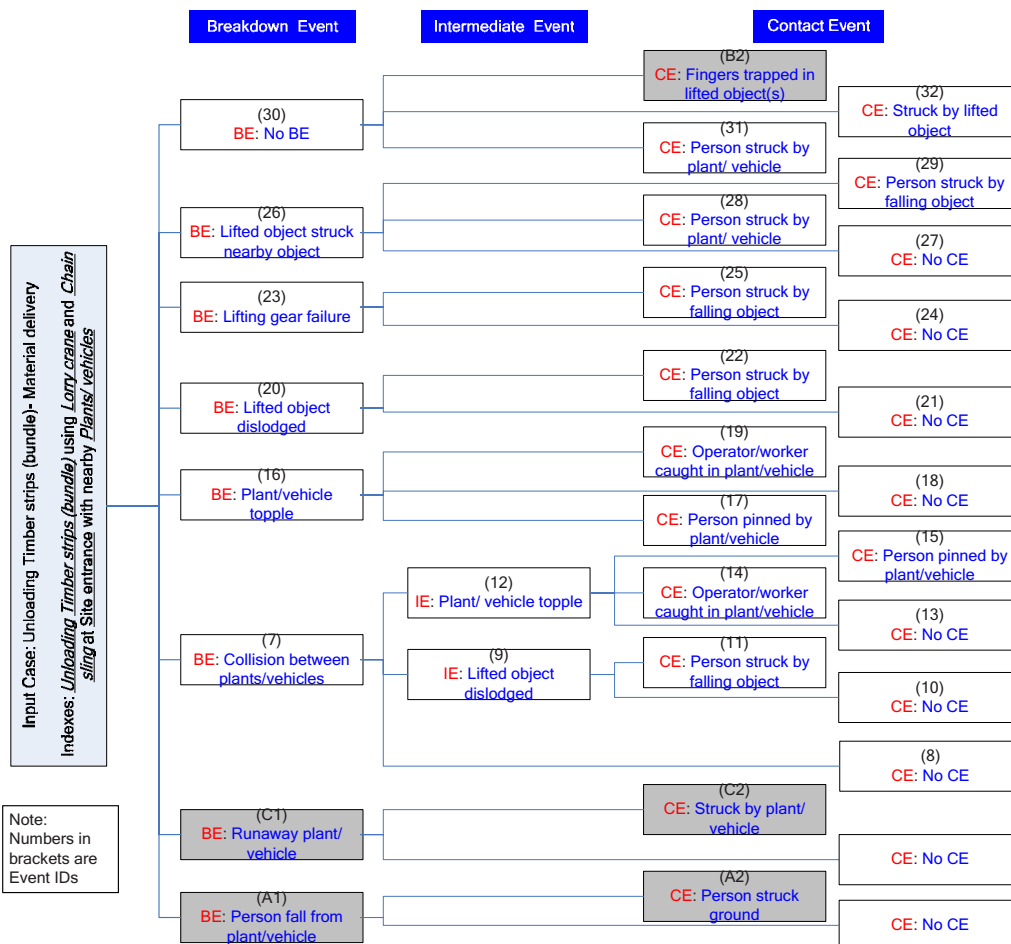 Breakdown Event
Intermediate Event
Contact Event
Input Case: Unloading Timber strips (bundle)- Material delivery
Indexes: Unloading Timber strips (bundle) using Lorry crane and Chain
sling at Site entrance with nearby Plants/ vehicles
Note:
Numbers in
brackets are
Event IDs
(30)
BE: No BE
(B2)
CE: Fingers trapped in
lifted object(s)
(32)
CE: Struck by lifted
object
(31)
CE: Person struck by
plant/ vehicle
(26)
BE: Lifted object struck
nearby object
(29)
CE: Person struck by
falling object
(28)
CE: Person struck by
plant/ vehicle
(27)
CE: No CE
(23)
BE: Lifting gear failure
(25)
CE: Person struck by
falling object
(24)
CE: No CE
(20)
BE: Lifted object
dislodged
(22)
CE: Person struck by
falling object
(21)
CE: No CE
(16)
BE: Plant/vehicle
topple
(19)
CE: Operator/worker
caught in plant/vehicle
(18)
CE: No CE
(17)
CE: Person pinned by
plant/vehicle
(7)
BE: Collision between
plants/vehicles
(12)
IE: Plant/ vehicle topple
(15)
CE: Person pinned by
plant/vehicle
(14)
CE: Operator/worker
caught in plant/vehicle
(13)
CE: No CE
(9)
IE: Lifted object
dislodged
(11)
CE: Person struck by
falling object
(10)
CE: No CE
(8)
CE: No CE
(C1)
BE: Runaway plant/
vehicle
(C2)
CE: Struck by plant/
vehicle
CE: No CE
(A1)
BE: Person fall from
plant/vehicle
(A2)
CE: Person struck
ground
CE: No CE